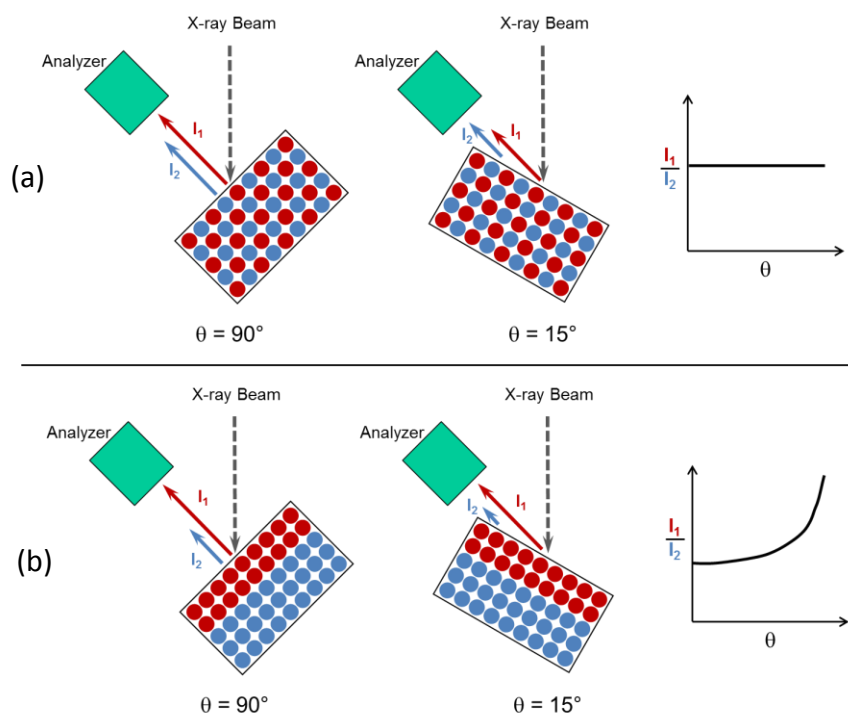 X-ray Beam
X-ray Beam
Analyzer
Analyzer
I₁
I₂
I₂
I₁
(a)
I₁
I₂
θ
θ = 90°
θ = 15°
X-ray Beam
X-ray Beam
Analyzer
Analyzer
I₁
I₂
I₂
I₁
(b)
I₁
I₂
θ
θ = 90°
θ = 15°